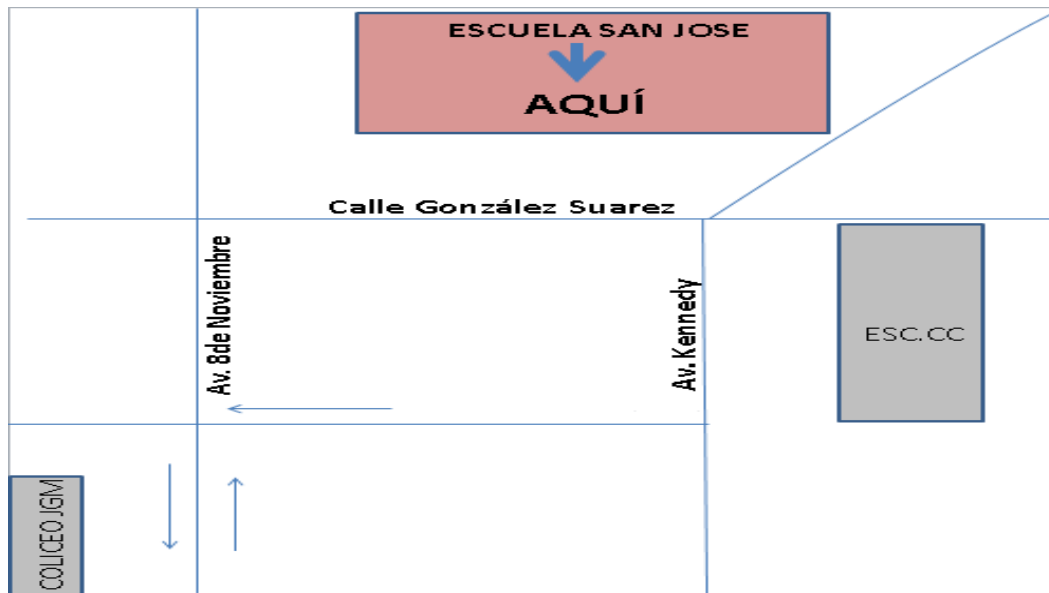 ESCUELA SAN JOSE
AQUÍ
Calle González Suarez
Av. 8de Noviembre
Av. Kennedy
ESC.CC
COLICEO JGM